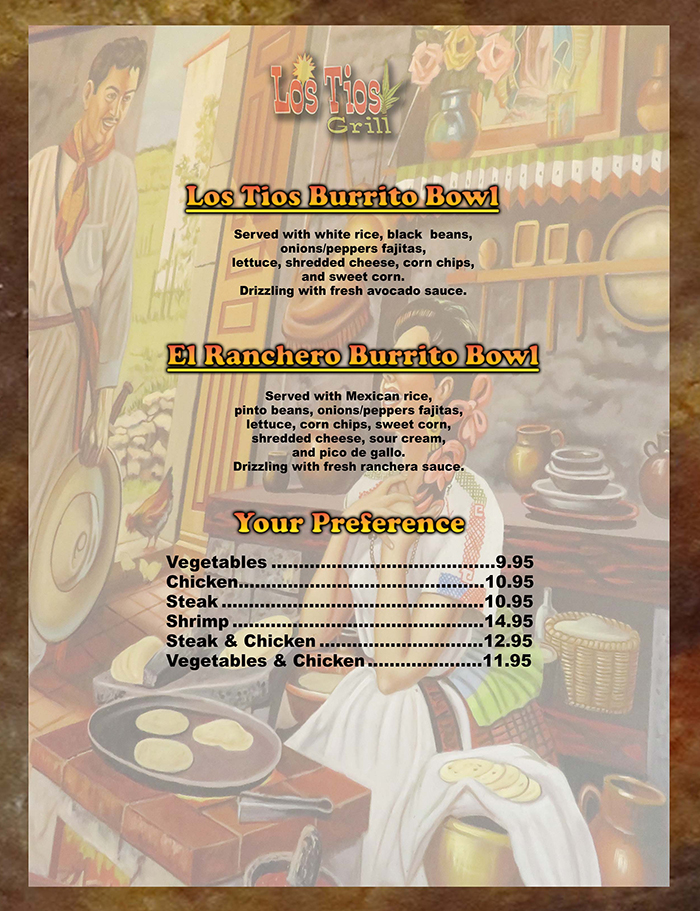 Los Tios
Grill
Los Tios Burrito Bowl
Served with white rice, black beans,
onions/peppers fajitas,
lettuce, shredded cheese, corn chips,
and sweet corn.
Drizzling with fresh avocado sauce.
El Ranchero Burrito Bowl
Served with Mexican rice,
pinto beans, onions/peppers fajitas,
lettuce, corn chips, sweet corn,
shredded cheese, sour cream,
and pico de gallo.
Drizzling with fresh ranchera sauce.
Your Preference
Vegetables ..........................................9.95
Chicken..............................................10.95
Steak .................................................10.95
Shrimp ...............................................14.95
Steak & Chicken ...............................12.95
Vegetables & Chicken .....................11.95